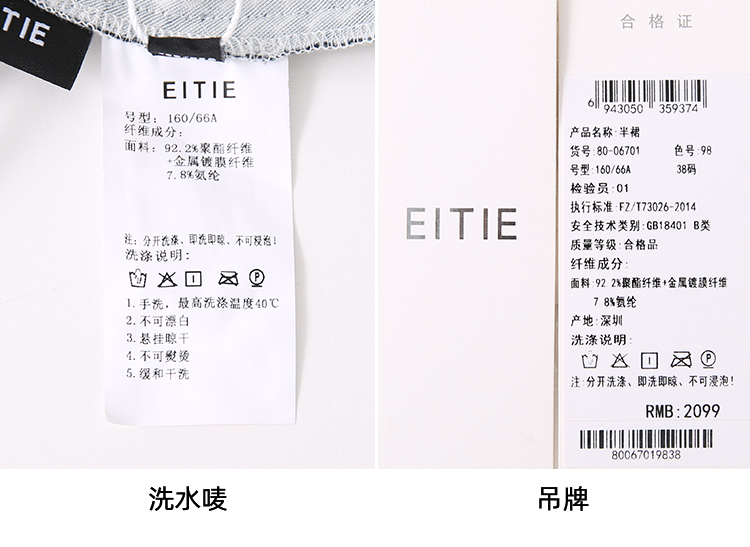 TIE
EITIE
号型: 160/66A
纤维成分:
面料: 92.2%聚酯纤维
+金属镀膜纤维
7.8%氨纶
注: 分开洗涤、即洗即晾、不可浸泡!
洗涤说明:
1.手洗，最高洗涤温度40℃
2.不可漂白
3.悬挂晾干
4.不可熨烫
5.缓和干洗
EITIE
合格证
6 943050 359374
产品名称:半裙
货号:80-06701 色号:98
号型:160/66A 38码
检验员:01
执行标准:FZ/T73026-2014
安全技术类别:GB18401 B类
质量等级:合格品
纤维成分:
面料:92 2%聚酯纤维+金属镀膜纤维
7 8%氨纶
产地:深圳
洗涤说明:
注:分开洗涤、即洗即晾、不可浸泡!
RMB:2099
80067019838
洗水唛
吊牌